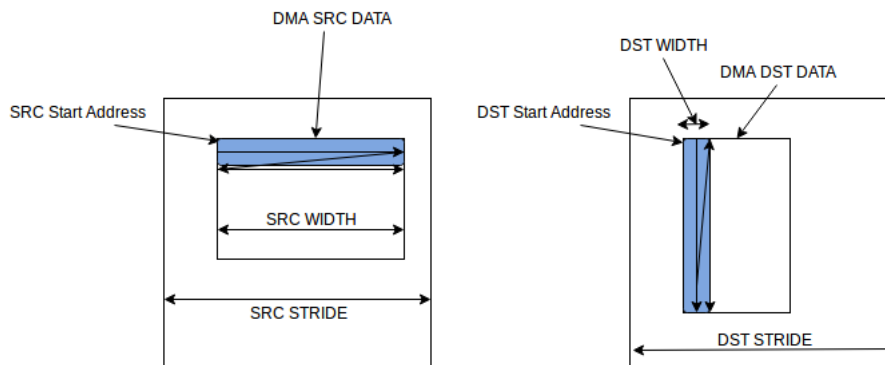 DMA SRC DATA
SRC Start Address
SRC WIDTH
SRC STRIDE
DST WIDTH
DMA DST DATA
DST Start Address
DST STRIDE